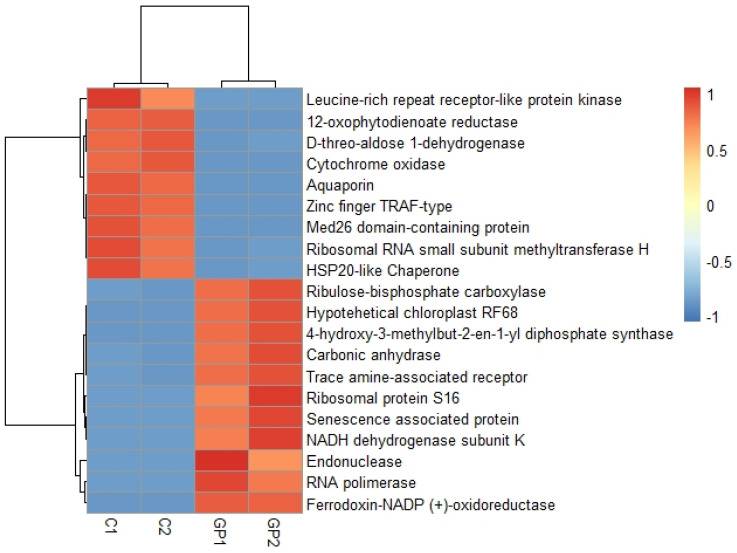 Leucine-rich repeat receptor-like protein kinase
12-oxophytodienoate reductase
D-threo-aldose 1-dehydrogenase
Cytochrome oxidase
Aquaporin
Zinc finger TRAF-type
Med26 domain-containing protein
Ribosomal RNA small subunit methyltransferase H
HSP20-like Chaperone
Ribulose-bisphosphate carboxylase
Hypotehetical chloroplast RF68
4-hydroxy-3-methylbut-2-en-1-yl diphosphate synthase
Carbonic anhydrase
Trace amine-associated receptor
Ribosomal protein S16
Senescence associated protein
NADH dehydrogenase subunit K
Endonuclease
RNA polimerase
Ferrodoxin-NADP (+)-oxidoreductase
C1
C2
GP1
GP2
1
0.5
0
-0.5
-1